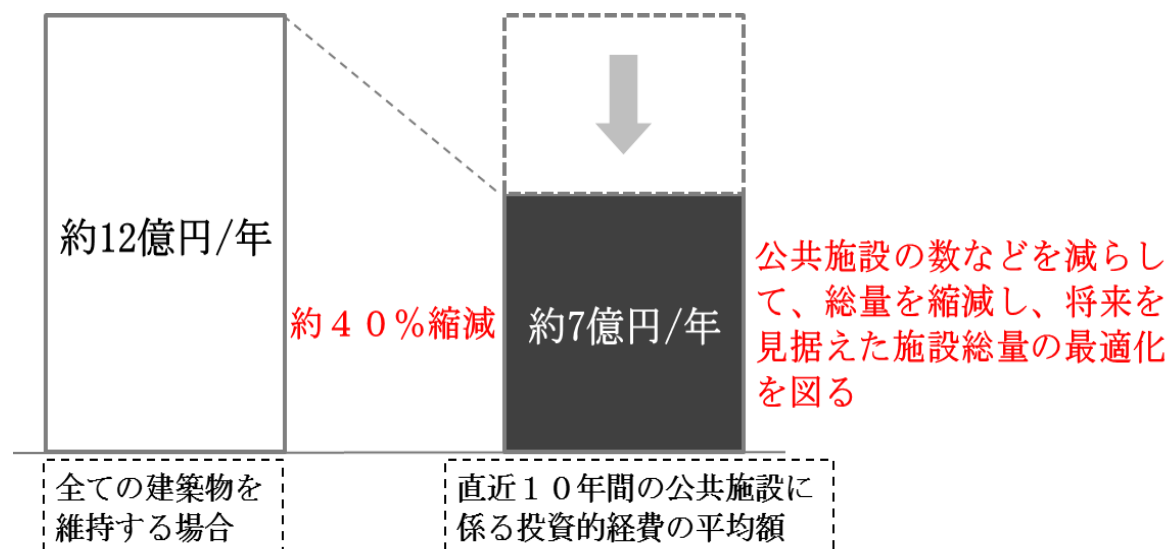 約12億円/年
約４０%縮減
約7億円/年
公共施設の数などを減らし
て、総量を縮減し、将来を
見据えた施設総量の最適化
を図る
全ての建築物を
維持する場合
直近１０年間の公共施設に
係る投資的経費の平均額